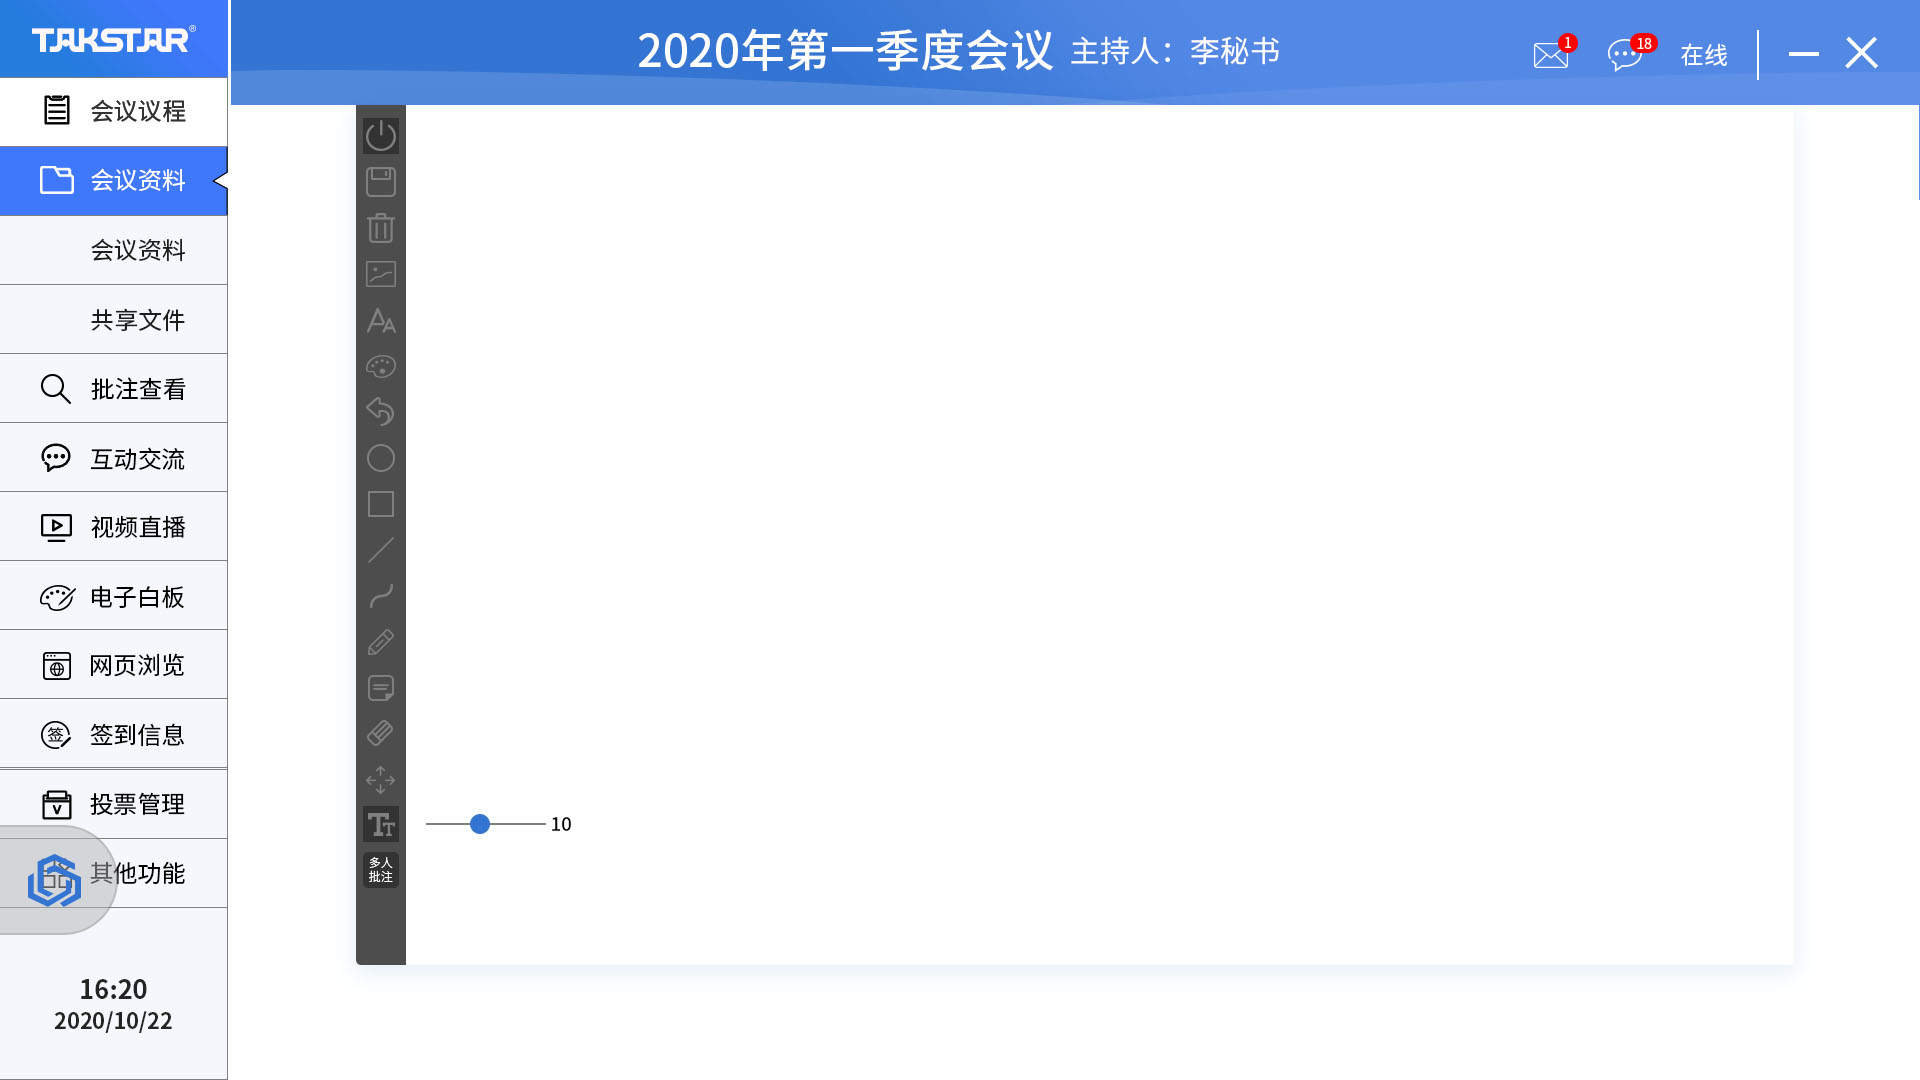 TAKSTAR®
2020年第一季度会议 主持人：李秘书
1
18
在线
会议议程
会议资料
会议资料
共享文件
批注查看
互动交流
视频直播
电子白板
网页浏览
签 签到信息
投票管理
其他功能
10
多人
批注
16:20
2020/10/22